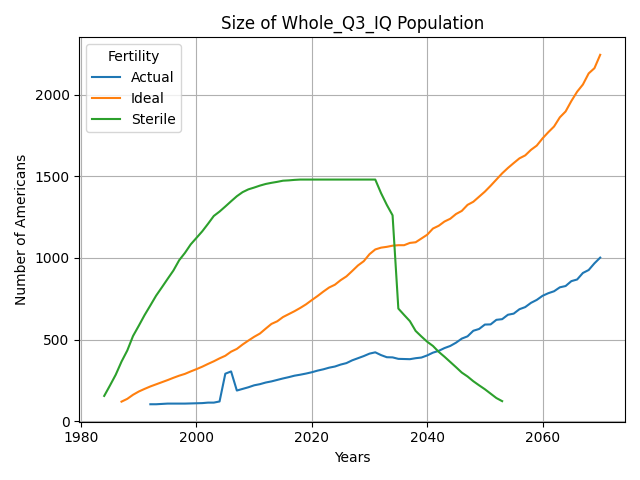 Size of Whole_Q3_IQ Population
Fertility
Actual
Ideal
Sterile
Number of Americans
2000
1500
1000
500
0
1980
2000
2020
2040
2060
Years